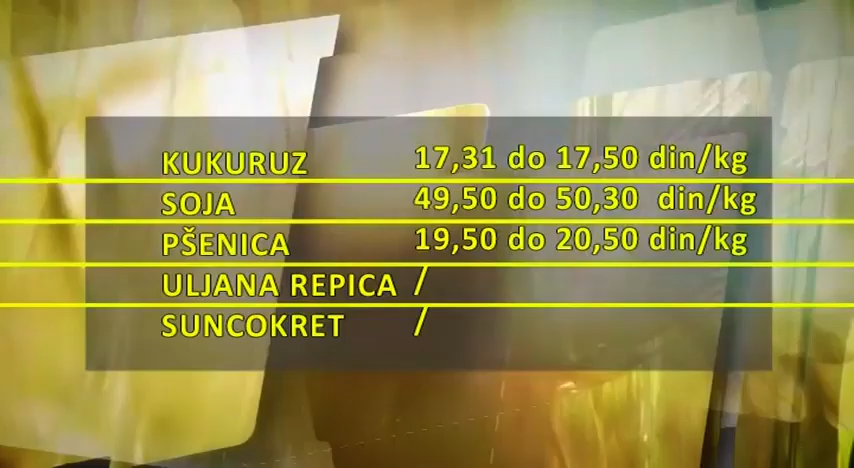 KUKURUZ 17,31 do 17,50 din/kg
SOJA 49,50 do 50,30 din/kg
PŠENICA 19,50 do 20,50 din/kg
ULJANA REPICA /
SUNCOKRET /